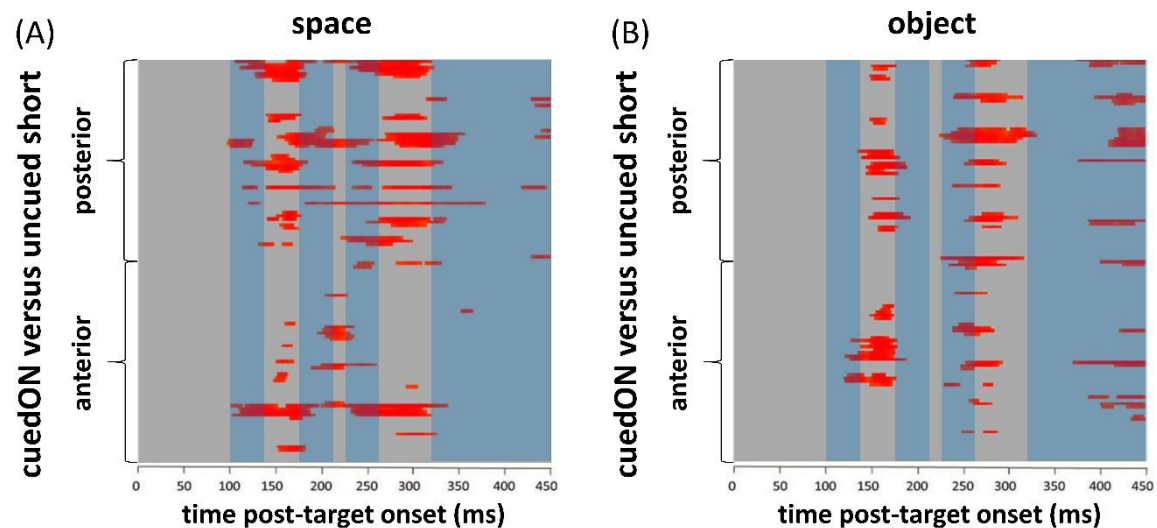 (A)
space
cuedON versus uncued short
posterior
anterior
0 50 100 150 200 250 300 350 400 450
time post-target onset (ms)
(B)
object
cuedON versus uncued short
posterior
anterior
0 50 100 150 200 250 300 350 400 450
time post-target onset (ms)